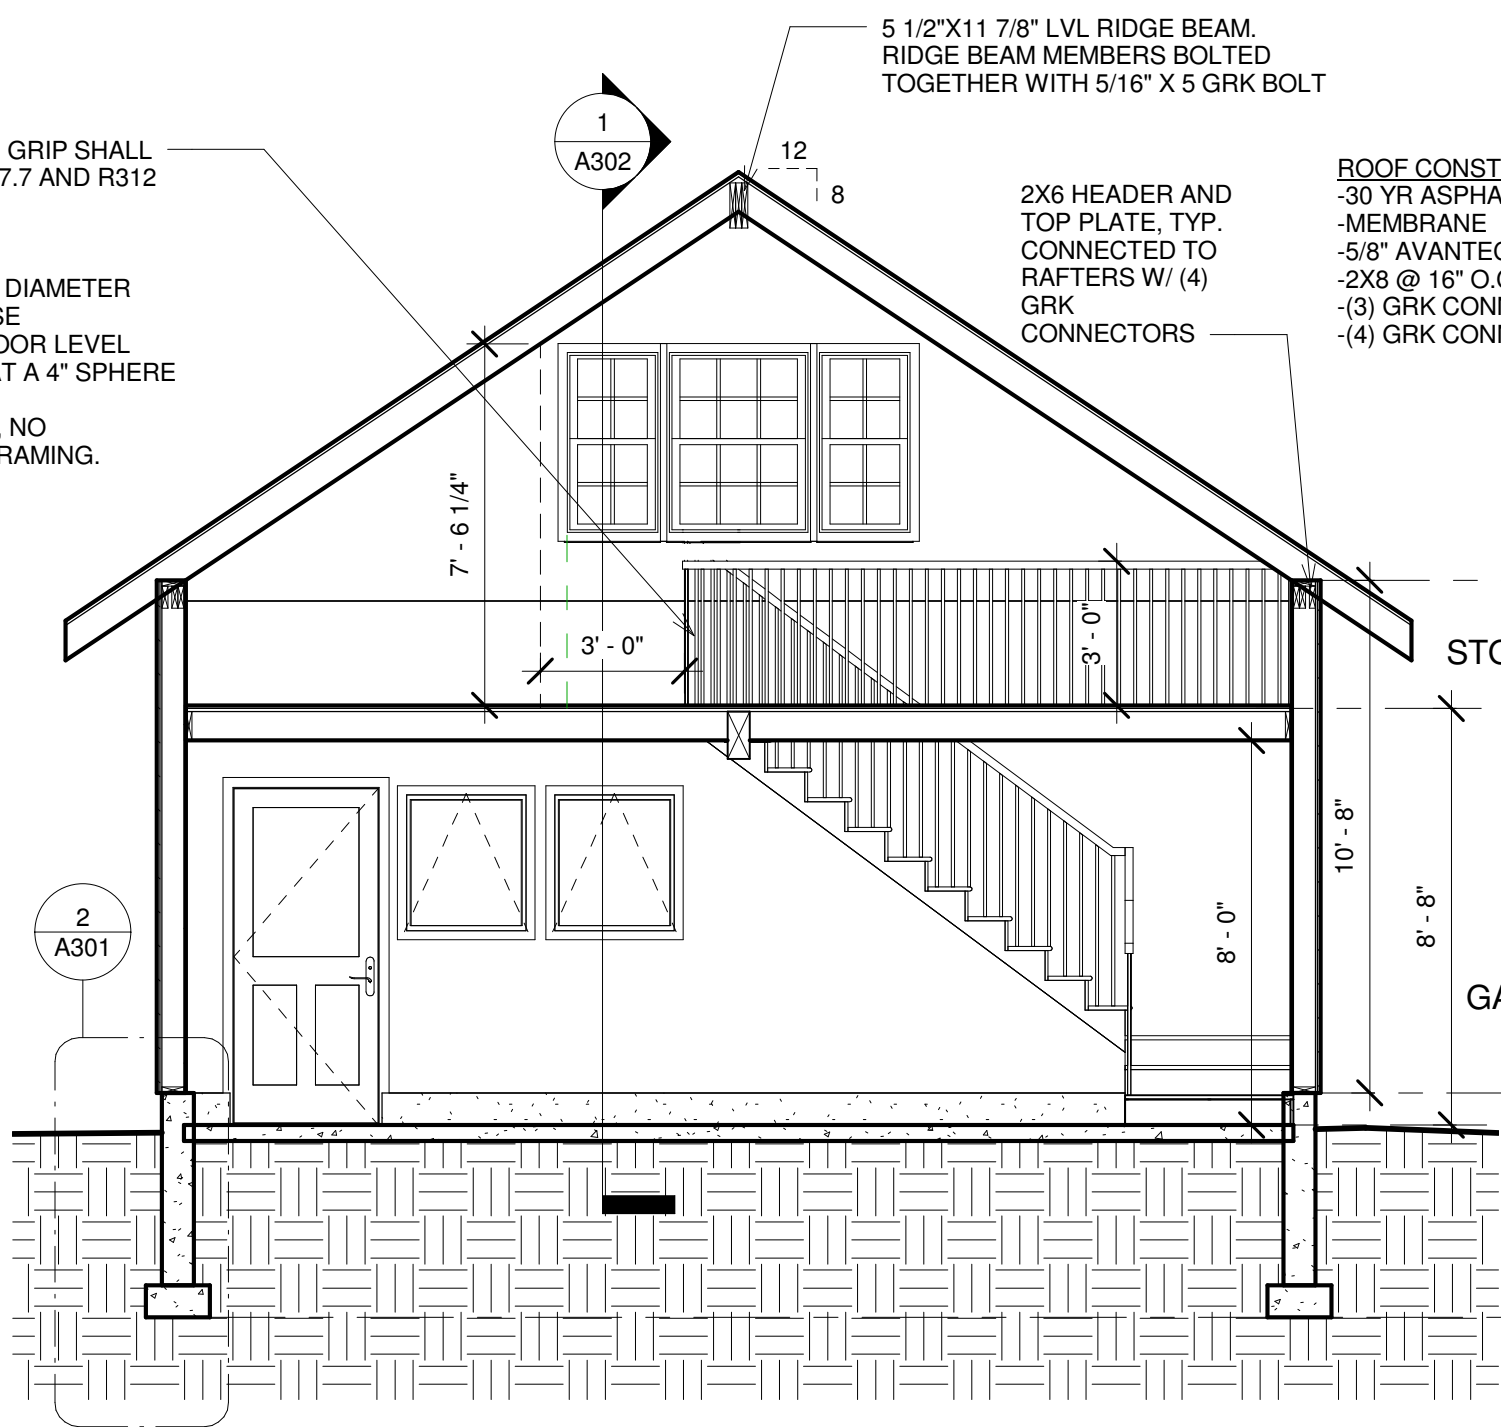 5 1/2"X11 7/8" LVL RIDGE BEAM.
RIDGE BEAM MEMBERS BOLTED
TOGETHER WITH 5/16" X 5 GRK BOLT
1
A302
GRIP SHALL
7.7 AND R312
12
8
2X6 HEADER AND
TOP PLATE, TYP.
CONNECTED TO
RAFTERS W/ (4)
GRK
CONNECTORS
ROOF CONST
-30 YR ASPHA
-MEMBRANE
-5/8" AVANTEC
-2X8 @ 16" O.C
-(3) GRK CONN
-(4) GRK CONN
DIAMETER
SE
OOR LEVEL
AT A 4" SPHERE
, NO
RAMING.
7' - 6 1/4"
3' - 0"
3' - 0"
STO
10' - 8"
8' - 8"
8' - 0"
2
A301
GA